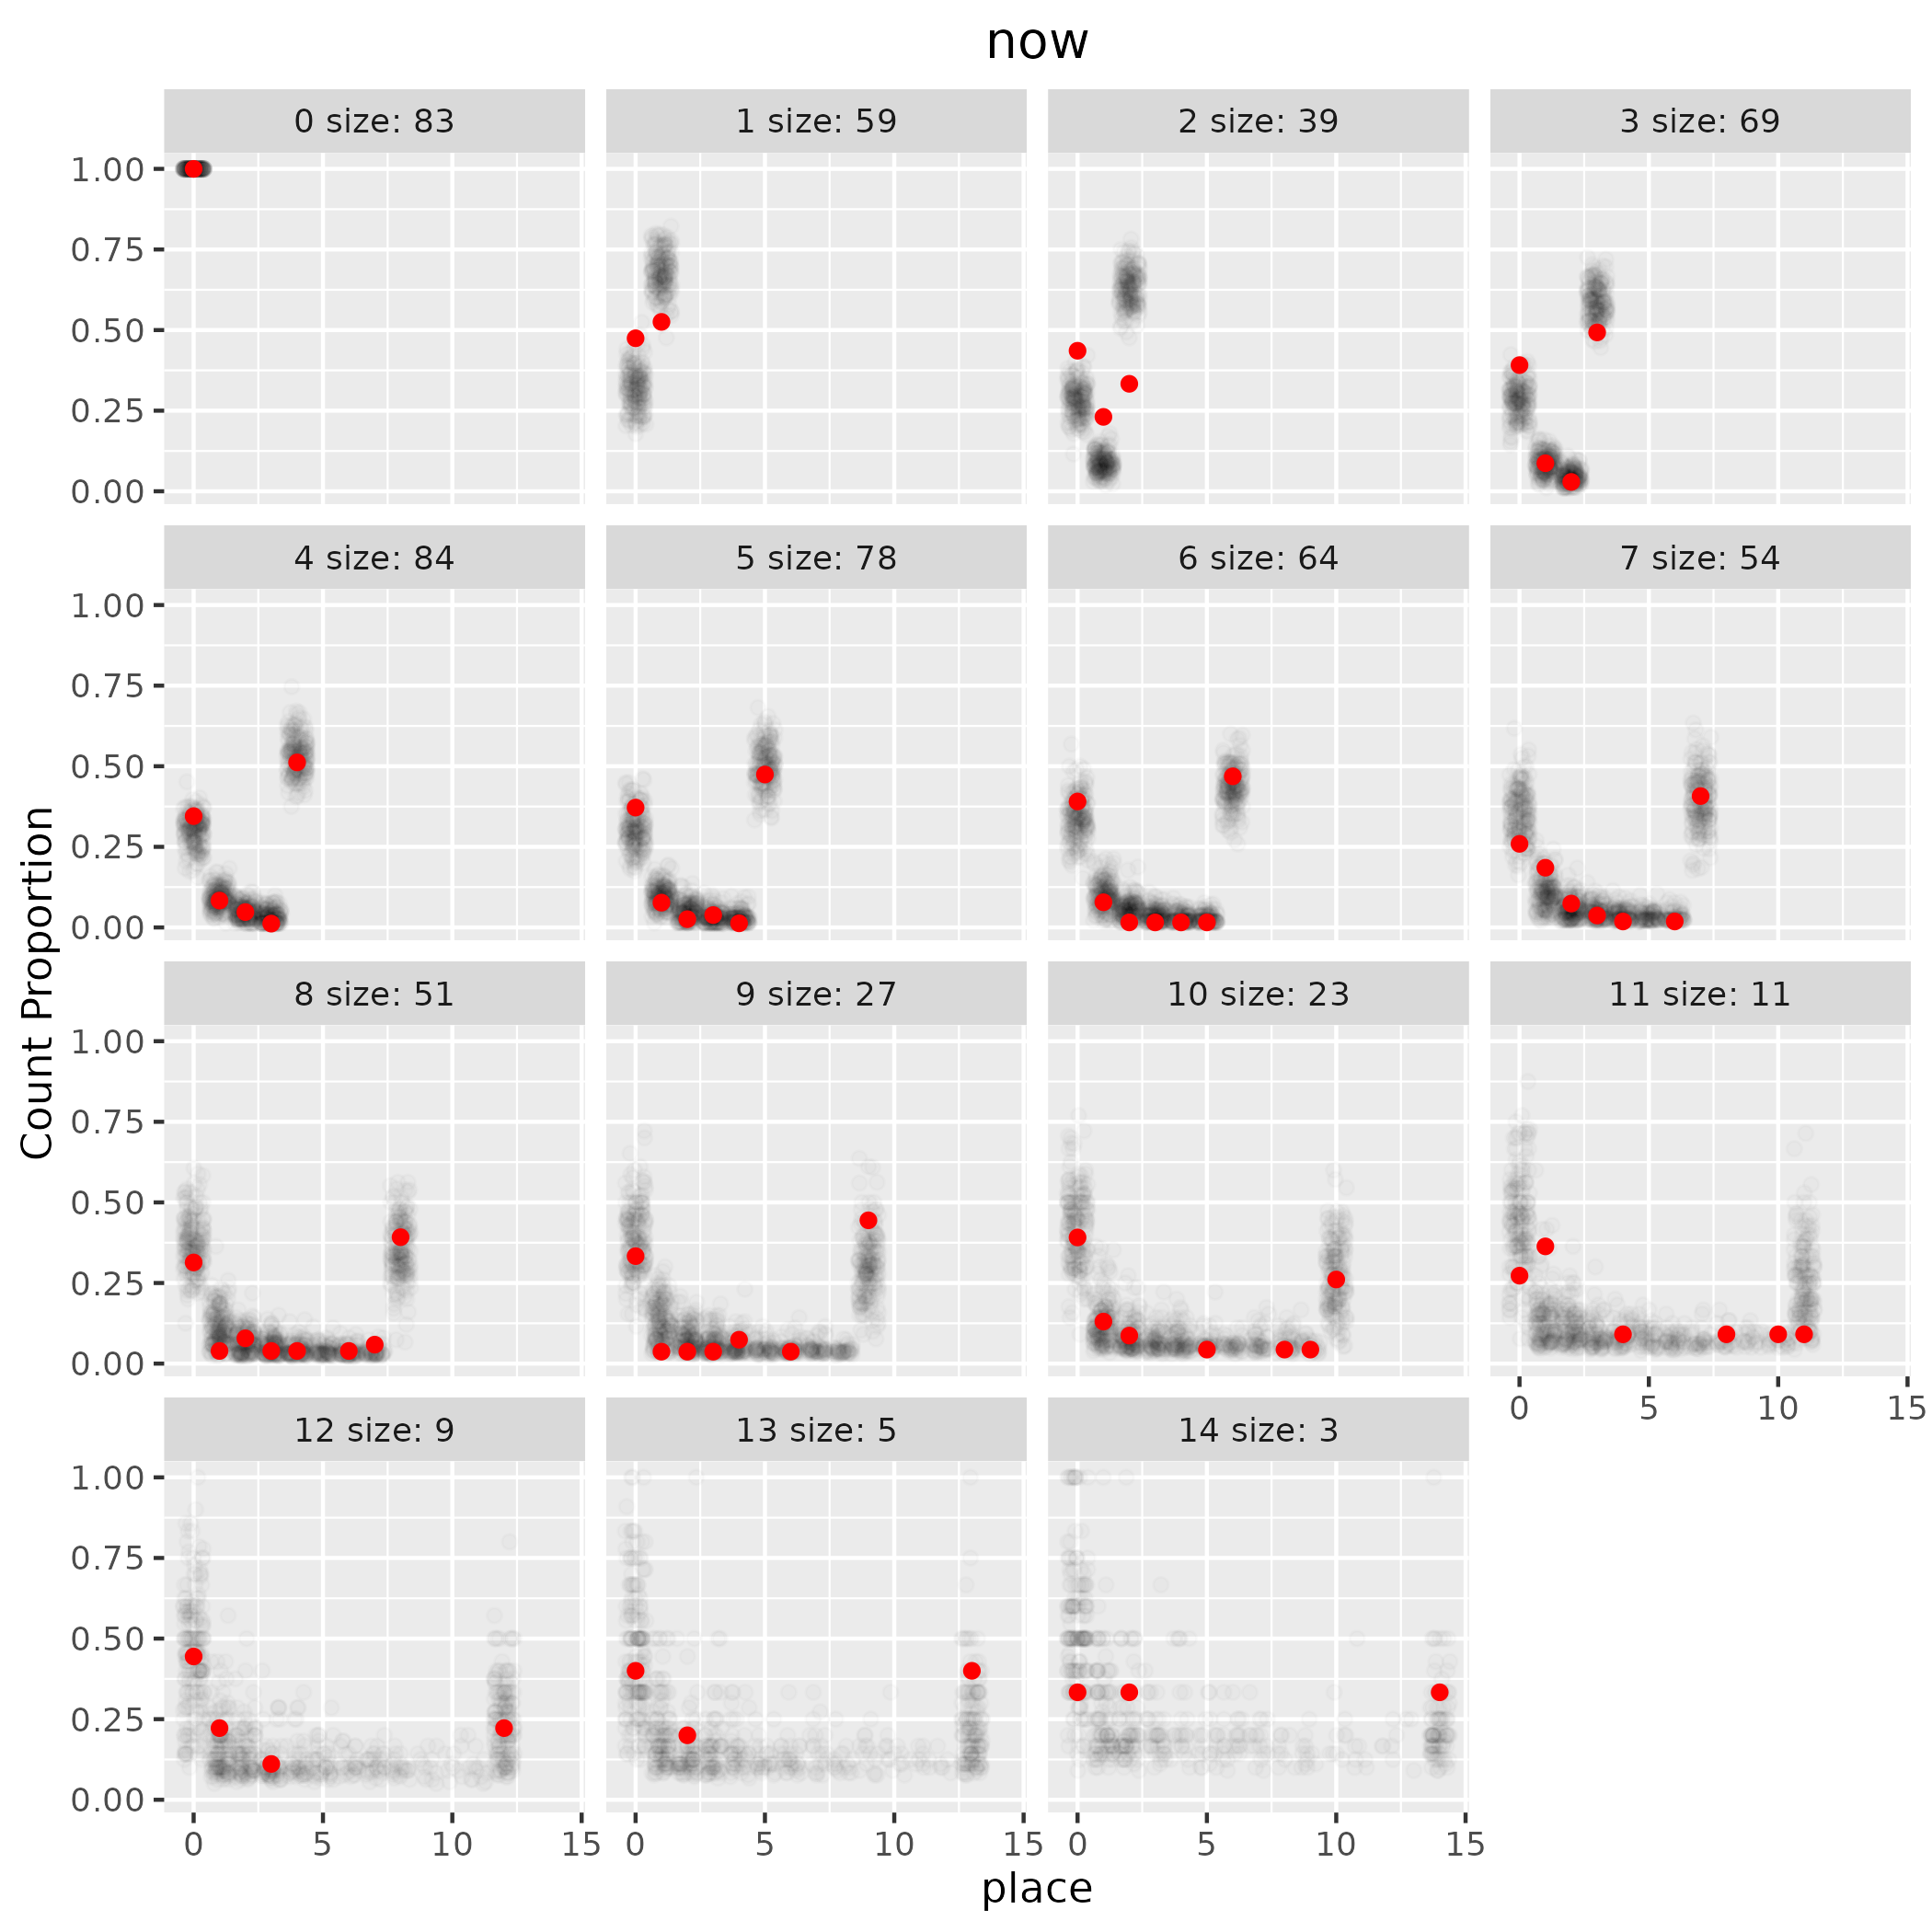 now
0 size: 83
1 size: 59
2 size: 39
3 size: 69
1.00
0.75
0.50
0.25
0.00
4 size: 84
5 size: 78
6 size: 64
7 size: 54
1.00
0.75
0.50
0.25
0.00
8 size: 51
9 size: 27
10 size: 23
11 size: 11
1.00
0.75
0.50
0.25
0.00
0 5 10 15
12 size: 9
13 size: 5
14 size: 3
1.00
0.75
0.50
0.25
0.00
0 5 10 15
0 5 10 15
0 5 10 15
place
Count Proportion